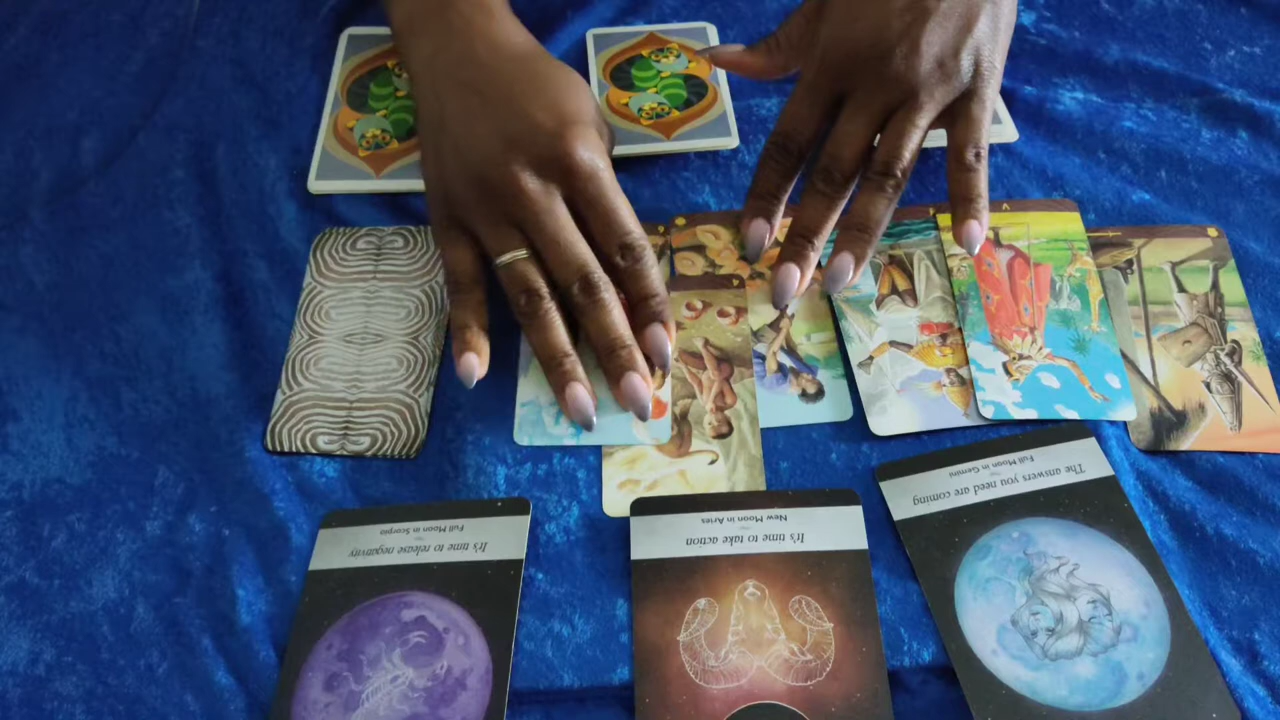 It's time to release negativity
Full Moon in Scorpio
It's time to take action
New Moon in Aries
The answers you need are coming
Full Moon in Gemini
V